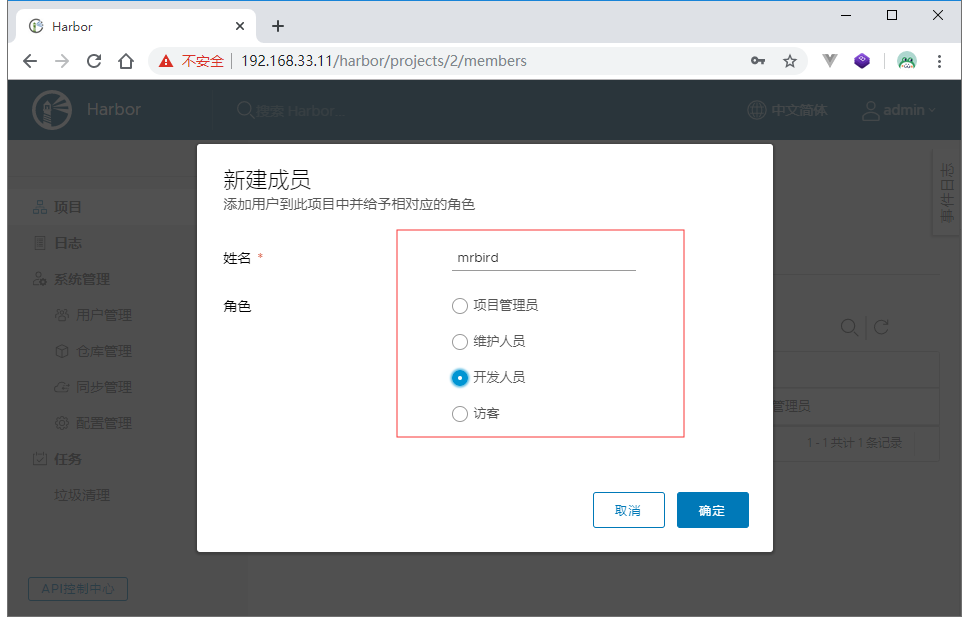 Harbor
不安全 192.168.33.11/harbor/projects/2/members
Harbor
搜索 Harbor...
中文简体
admin
事件日志
项目
日志
系统管理
用户管理
仓库管理
同步管理
配置管理
任务
垃圾清理
API控制中心
新建成员
添加用户到此项目中并给予相对应的角色
姓名 *
mrbird
角色
项目管理员
维护人员
开发人员
访客
取消
确定
管理员
1 - 1 共计 1 条记录